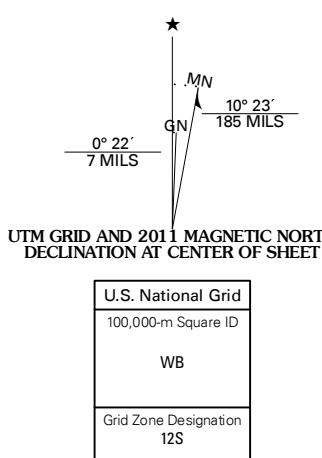 ★
MN
GN
10° 23´
185 MILS
0° 22´
7 MILS
UTM GRID AND 2011 MAGNETIC NORT
DECLINATION AT CENTER OF SHEET
U.S. National Grid
100,000-m Square ID
WB
Grid Zone Designation
12S